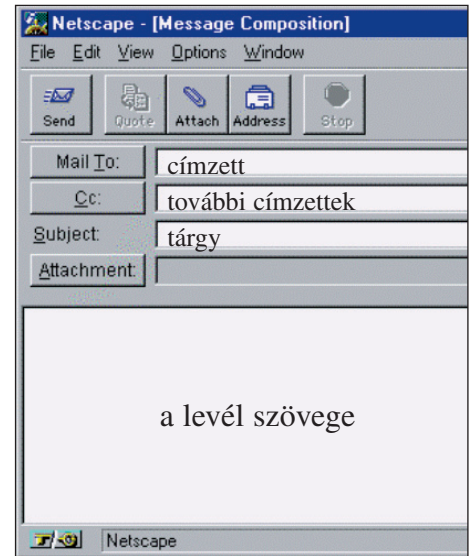 Netscape - [Message Composition]
File Edit View Options Window
Send Quote Attach Address Stop
Mail To: címzett
Cc: további címzettek
Subject: tárgy
Attachment:
a levél szövege
Netscape